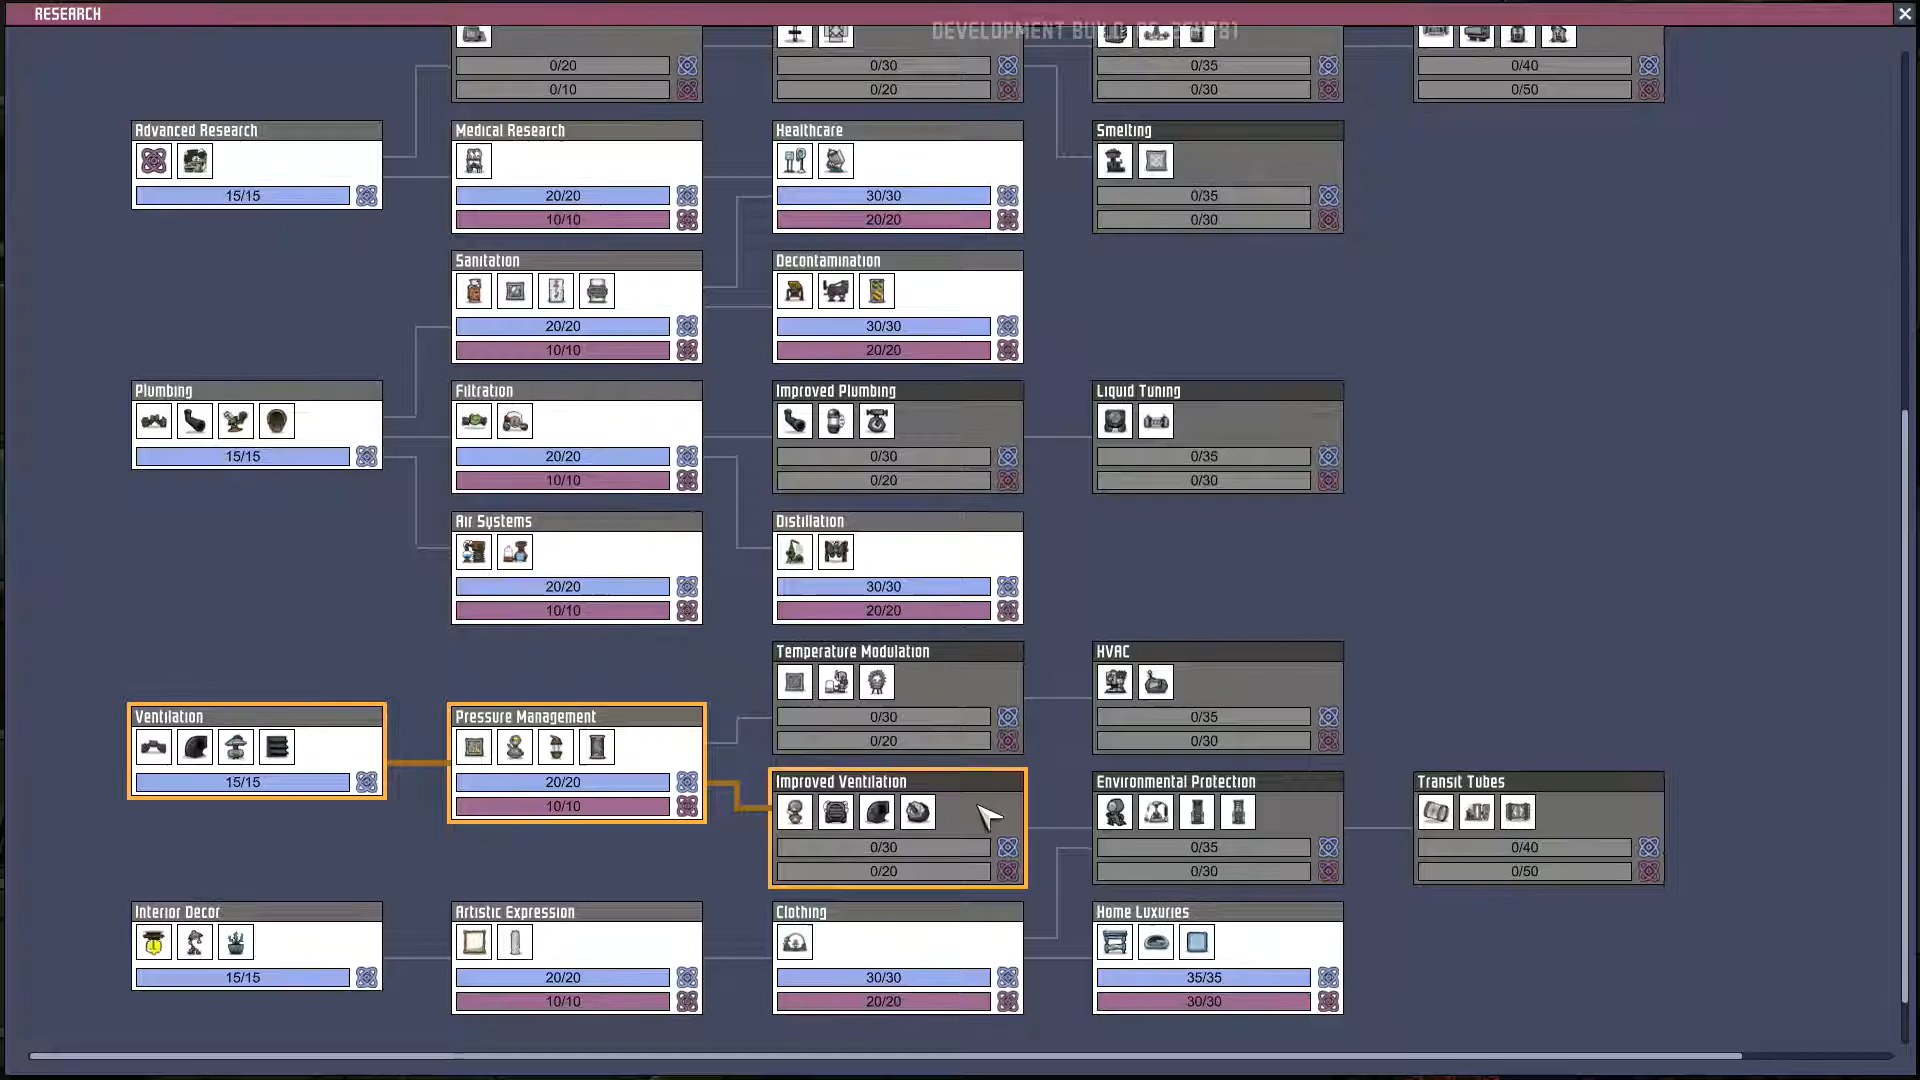 RESEARCH
0/20
0/10
0/30
0/20
0/35
0/30
0/40
0/50
Advanced Research
15/15
Medical Research
20/20
10/10
Healthcare
30/30
20/20
Smelting
0/35
0/30
Sanitation
20/20
10/10
Decontamination
30/30
20/20
Plumbing
15/15
Filtration
20/20
10/10
Improved Plumbing
0/30
0/20
Liquid Tuning
0/35
0/30
Air Systems
20/20
10/10
Distillation
30/30
20/20
Temperature Modulation
0/30
0/20
HVAC
0/35
0/30
Ventilation
15/15
Pressure Management
20/20
10/10
Improved Ventilation
0/30
0/20
Environmental Protection
0/35
0/30
Transit Tubes
0/40
0/50
Interior Decor
15/15
Artistic Expression
20/20
10/10
Clothing
30/30
20/20
Home Luxuries
35/35
30/30